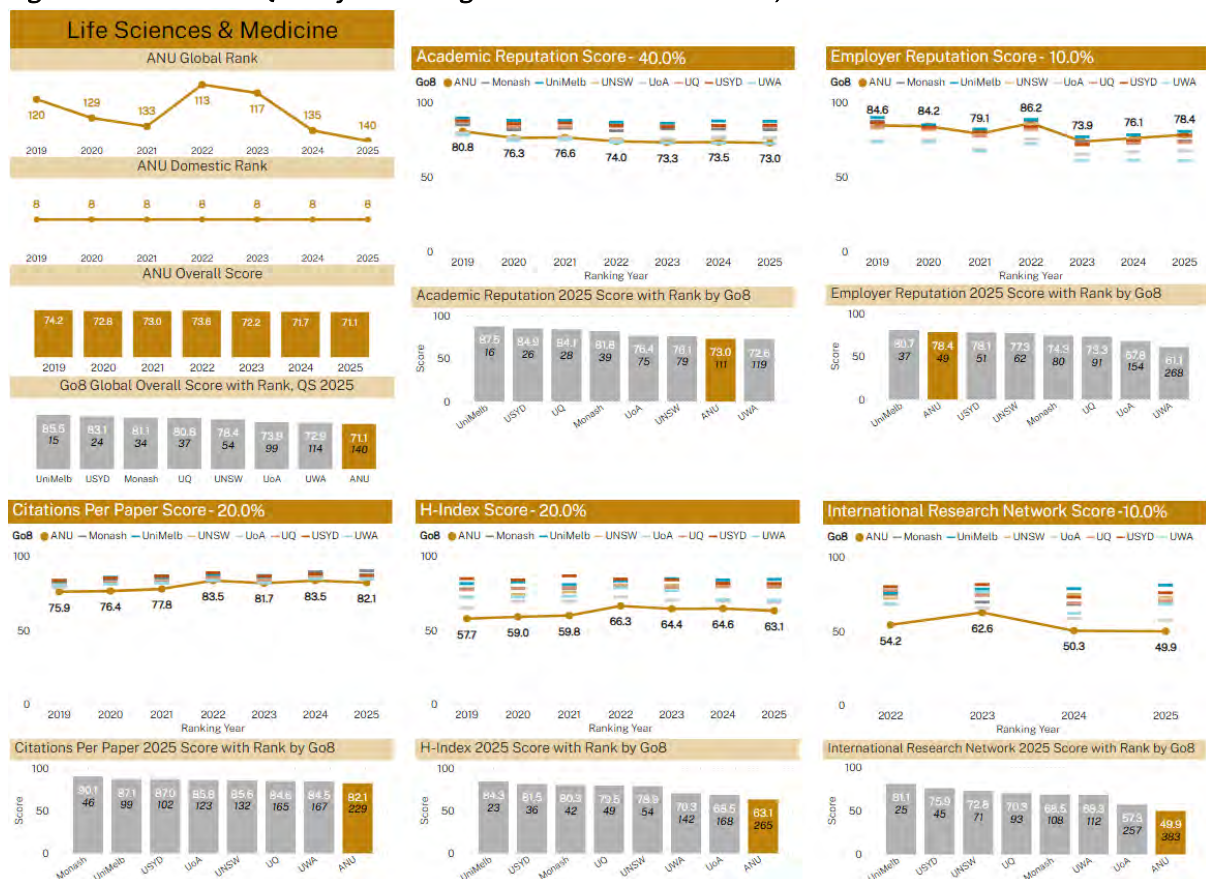 Life Sciences & Medicine
ANU Global Rank
120 129 133 113 117 135 140
2019 2020 2021 2022 2023 2024 2025
ANU Domestic Rank
8 8 8 8 8 8 8
2019 2020 2021 2022 2023 2024 2025
ANU Overall Score
74.2 72.8 73.0 73.6 72.2 71.7 71.1
2019 2020 2021 2022 2023 2024 2025
Go8 Global Overall Score with Rank, QS 2025
85.5 83.1 81.1 80.8 78.4 73.9 72.9 71.1
15 24 34 37 54 99 114 140
UniMelb USYD Monash UQ UNSW UoA UWA ANU
Academic Reputation Score - 40.0%
Go8 ANU Monash UniMelb UNSW UoA UQ USYD UWA
100
50
0
80.8 76.3 76.6 74.0 73.3 73.5 73.0
2019 2020 2021 2022 2023 2024 2025
Ranking Year
Academic Reputation 2025 Score with Rank by Go8
Score
100
50
0
87.5 84.9 84.1 81.8 76.4 76.1 73.0 72.6
16 26 28 39 75 79 111 119
UniMelb USYD UQ Monash UoA UNSW ANU UWA
Employer Reputation Score - 10.0%
Go8 ANU Monash UniMelb UNSW UoA UQ USYD UWA
100
50
0
84.6 84.2 79.1 86.2 73.9 76.1 78.4
2019 2020 2021 2022 2023 2024 2025
Ranking Year
Employer Reputation 2025 Score with Rank by Go8
Score
100
50
0
80.7 78.4 78.1 77.3 74.3 73.3 67.8 61.1
37 49 51 62 80 91 154 268
UniMelb ANU USYD UNSW Monash UQ UoA UWA
Citations Per Paper Score - 20.0%
Go8 ANU Monash UniMelb UNSW UoA UQ USYD UWA
100
50
0
75.9 76.4 77.8 83.5 81.7 83.5 82.1
2019 2020 2021 2022 2023 2024 2025
Ranking Year
Citations Per Paper 2025 Score with Rank by Go8
Score
100
50
0
90.1 87.1 87.0 85.8 85.6 84.6 84.5 82.1
46 99 102 123 132 165 167 229
Monash UniMelb USYD UoA UNSW UQ UWA ANU
H-Index Score - 20.0%
Go8 ANU Monash UniMelb UNSW UoA UQ USYD UWA
100
50
0
57.7 59.0 59.8 66.3 64.4 64.6 63.1
2019 2020 2021 2022 2023 2024 2025
Ranking Year
H-Index 2025 Score with Rank by Go8
Score
100
50
0
84.3 81.5 80.3 79.5 78.9 70.3 68.5 63.1
23 36 42 49 54 142 168 265
UniMelb USYD Monash UQ UNSW UWA UoA ANU
International Research Network Score -10.0%
Go8 ANU Monash UniMelb UNSW UoA UQ USYD UWA
100
50
0
54.2 62.6 50.3 49.9
2022 2023 2024 2025
Ranking Year
International Research Network 2025 Score with Rank by Go8
Score
100
50
0
81.1 75.9 72.8 70.3 68.5 68.3 57.3 49.9
25 45 71 93 108 112 257 383
UniMelb USYD UNSW UQ Monash UWA UoA ANU